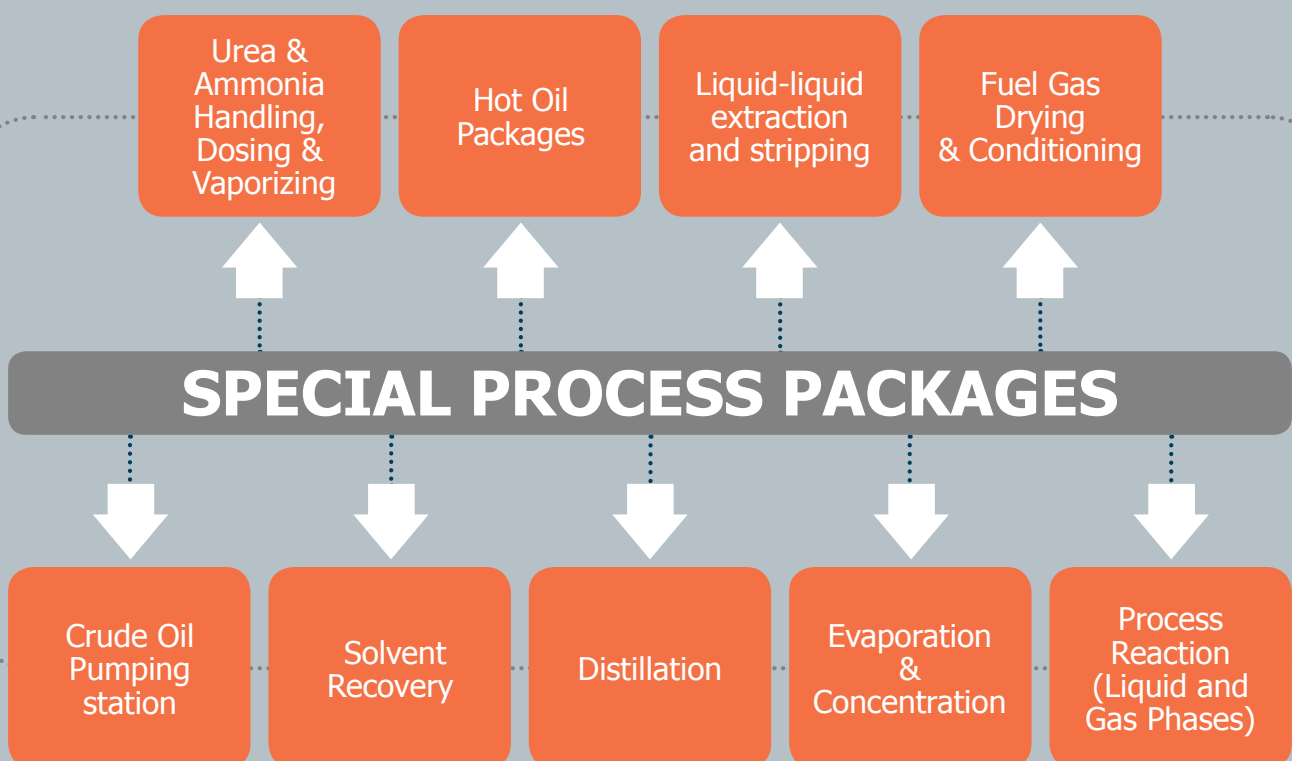 Urea &
Ammonia
Handling,
Dosing &
Vaporizing
Hot Oil
Packages
Liquid-liquid
extraction
and stripping
Fuel Gas
Drying
& Conditioning
SPECIAL PROCESS PACKAGES
Crude Oil
Pumping
station
Solvent
Recovery
Distillation
Evaporation
&
Concentration
Process
Reaction
(Liquid and
Gas Phases)